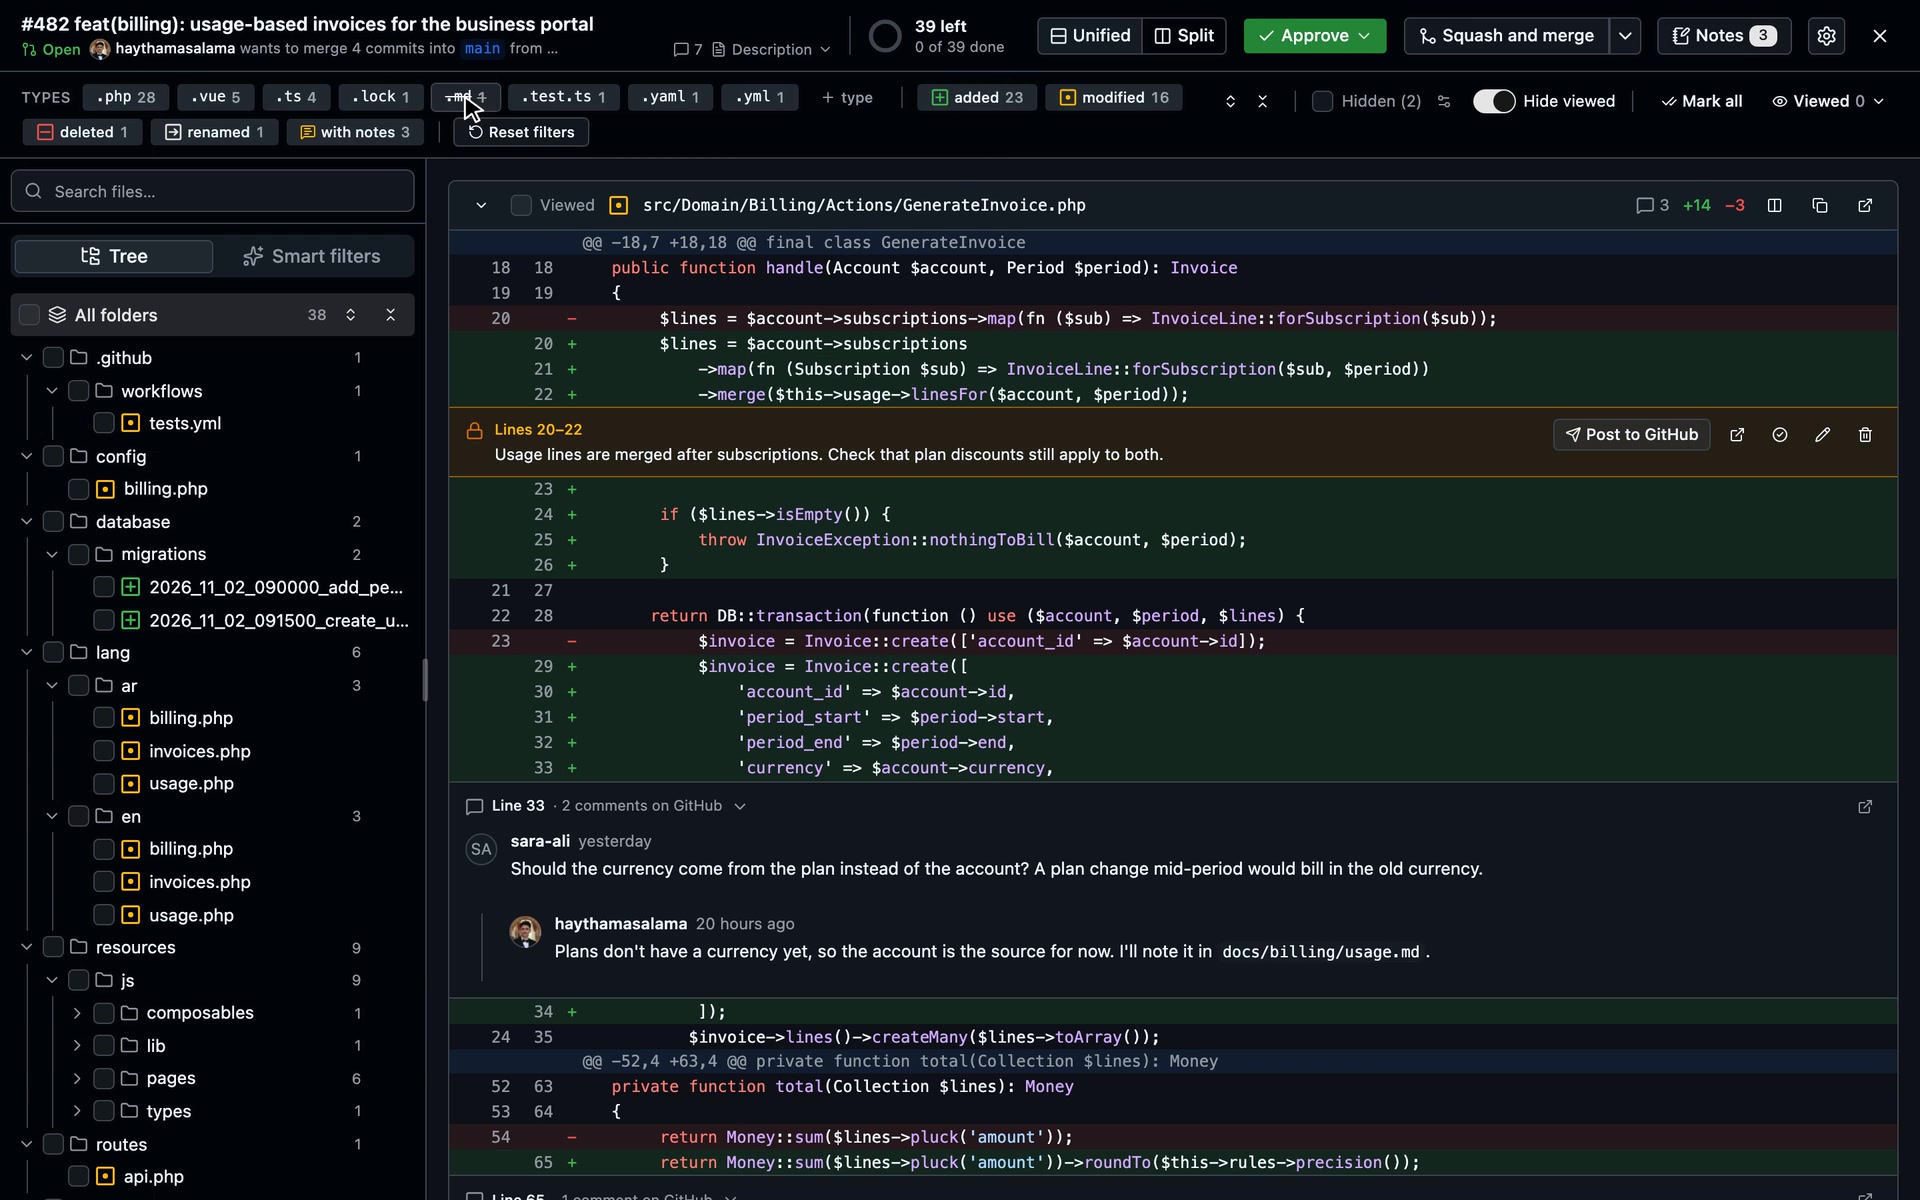 #482 feat(billing): usage-based invoices for the business portal
Open haythamasalama wants to merge 4 commits into main from ...
7 Description
39 left
0 of 39 done
Unified Split
Approve
Squash and merge
Notes 3
TYPES .php 28 .vue 5 .ts 4 .lock 1 .md 1 .test.ts 1 .yaml 1 .yml 1 + type added 23 modified 16
Hidden (2) Hide viewed Mark all Viewed 0
deleted 1 renamed 1 with notes 3 Reset filters
Search files...
Tree Smart filters
All folders 38
.github 1
workflows 1
tests.yml
config 1
billing.php
database 2
migrations 2
2026_11_02_090000_add_pe...
2026_11_02_091500_create_u...
lang 6
ar 3
billing.php
invoices.php
usage.php
en 3
billing.php
invoices.php
usage.php
resources 9
js 9
composables 1
lib 1
pages 6
types 1
routes 1
api.php
Viewed src/Domain/Billing/Actions/GenerateInvoice.php 3 +14 −3
@@ −18,7 +18,18 @@ final class GenerateInvoice
18 18 public function handle(Account $account, Period $period): Invoice
19 19 {
20 − $lines = $account->subscriptions->map(fn ($sub) => InvoiceLine::forSubscription($sub));
20 + $lines = $account->subscriptions
21 + ->map(fn (Subscription $sub) => InvoiceLine::forSubscription($sub, $period))
22 + ->merge($this->usage->linesFor($account, $period));
Lines 20–22
Post to GitHub
Usage lines are merged after subscriptions. Check that plan discounts still apply to both.
23 +
24 + if ($lines->isEmpty()) {
25 + throw InvoiceException::nothingToBill($account, $period);
26 + }
21 27
22 28 return DB::transaction(function () use ($account, $period, $lines) {
23 − $invoice = Invoice::create(['account_id' => $account->id]);
29 + $invoice = Invoice::create([
30 + 'account_id' => $account->id,
31 + 'period_start' => $period->start,
32 + 'period_end' => $period->end,
33 + 'currency' => $account->currency,
Line 33 · 2 comments on GitHub
SA sara-ali yesterday
Should the currency come from the plan instead of the account? A plan change mid-period would bill in the old currency.
haythamasalama 20 hours ago
Plans don't have a currency yet, so the account is the source for now. I'll note it in docs/billing/usage.md .
34 + ]);
24 35 $invoice->lines()->createMany($lines->toArray());
@@ −52,4 +63,4 @@ private function total(Collection $lines): Money
52 63 private function total(Collection $lines): Money
53 64 {
54 − return Money::sum($lines->pluck('amount'));
65 + return Money::sum($lines->pluck('amount'))->roundTo($this->rules->precision());
Line 65 · 1 comment on GitHub